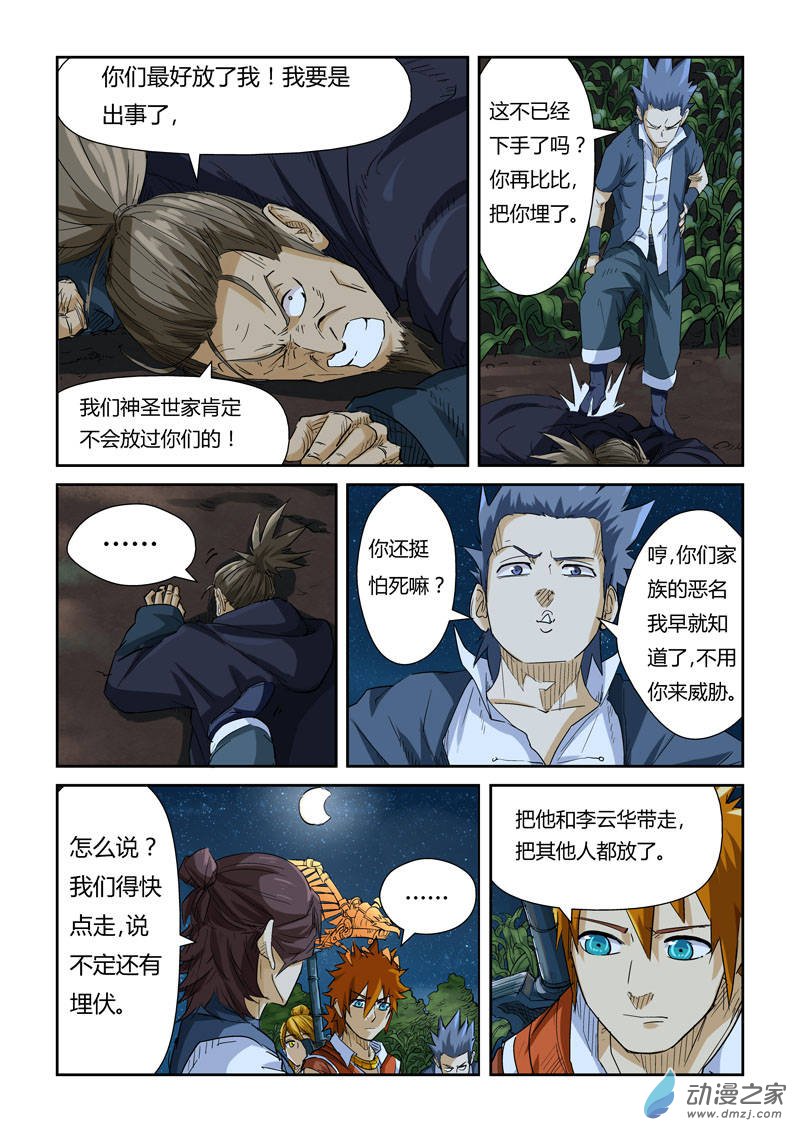 你们最好放了我！我要是
出事了，
我们神圣世家肯定
不会放过你们的！
这不已经
下手了吗？
你再比比，
把你埋了。
……
你还挺
怕死嘛？
哼，你们家
族的恶名
我早就知
道了，不用
你来威胁。
怎么说？
我们得快
点走，说
不定还有
埋伏。
……
把他和李云华带走，
把其他人都放了。
动漫之家
www.dmzj.com